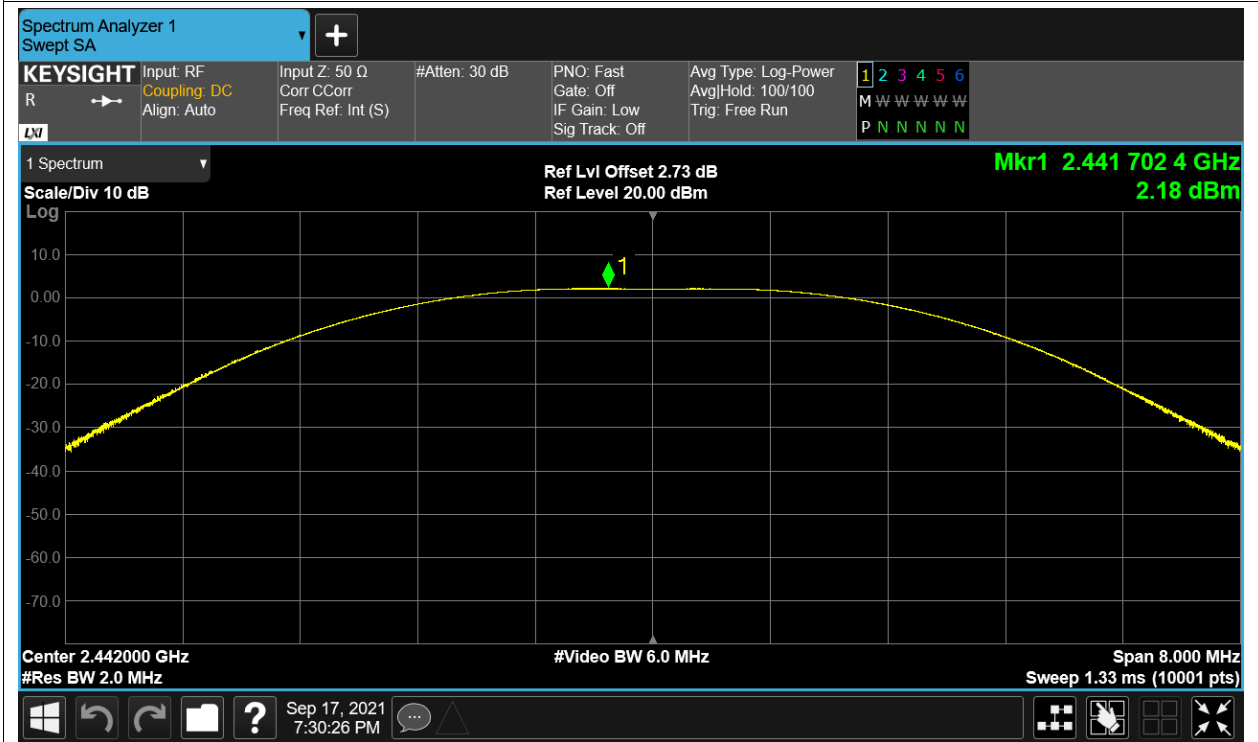 Spectrum Analyzer 1
Swept SA
+
KEYSIGHT
R
LXI
Input: RF
Coupling: DC
Align: Auto
Input Z: 50 Ω
Corr CCorr
Freq Ref: Int (S)
#Atten: 30 dB
PNO: Fast
Gate: Off
IF Gain: Low
Sig Track: Off
Avg Type: Log-Power
Avg|Hold: 100/100
Trig: Free Run
1 2 3 4 5 6
M W W W W W
P N N N N N
1 Spectrum
Scale/Div 10 dB
Log
Ref Lvl Offset 2.73 dB
Ref Level 20.00 dBm
Mkr1 2.441 702 4 GHz
2.18 dBm
10.0
0.00
-10.0
-20.0
-30.0
-40.0
-50.0
-60.0
-70.0
1
Center 2.442000 GHz
#Res BW 2.0 MHz
#Video BW 6.0 MHz
Span 8.000 MHz
Sweep 1.33 ms (10001 pts)
?
Sep 17, 2021
7:30:26 PM